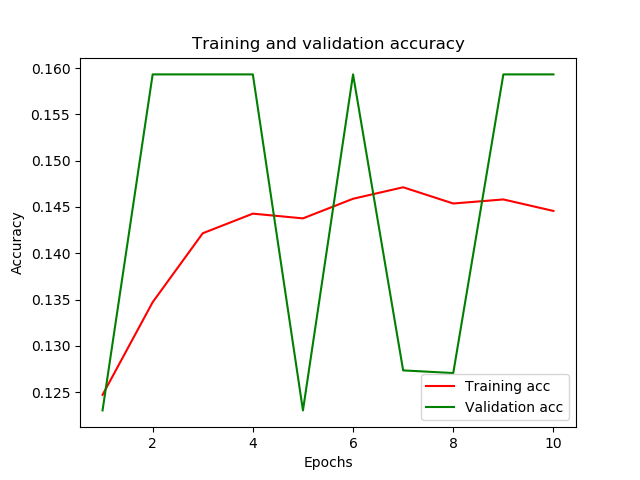 Training and validation accuracy
0.160
0.155
0.150
0.145
0.140
0.135
0.130
0.125
Accuracy
Training acc
Validation acc
2 4 6 8 10
Epochs